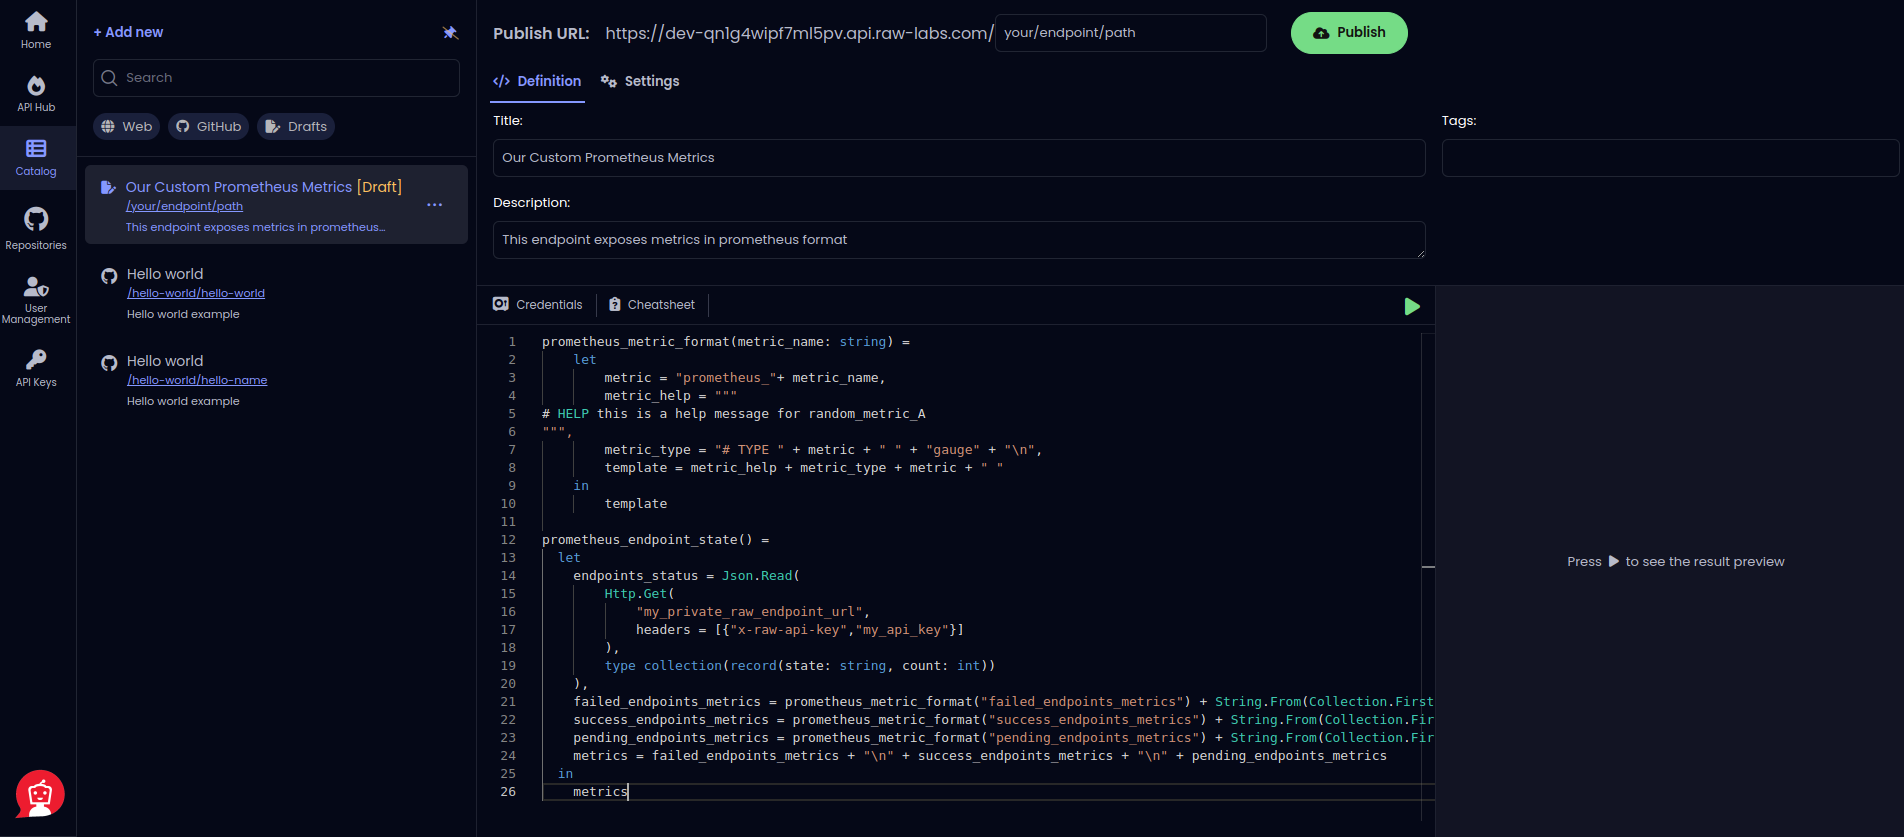 Home
API Hub
Catalog
Repositories
User
Management
API Keys
+ Add new
Search
Web
GitHub
Drafts
Our Custom Prometheus Metrics [Draft]
/your/endpoint/path
This endpoint exposes metrics in prometheus...
Hello world
/hello-world/hello-world
Hello world example
Hello world
/hello-world/hello-name
Hello world example
Publish URL: https://dev-qn1g4wipf7ml5pv.api.raw-labs.com/ your/endpoint/path
Publish
</> Definition
Settings
Title:
Our Custom Prometheus Metrics
Tags:
Description:
This endpoint exposes metrics in prometheus format
Credentials
Cheatsheet
1 prometheus_metric_format(metric_name: string) =
2 let
3 metric = "prometheus_"+ metric_name,
4 metric_help = """
5 # HELP this is a help message for random_metric_A
6 """,
7 metric_type = "# TYPE " + metric + " " + "gauge" + "\n",
8 template = metric_help + metric_type + metric + " "
9 in
10 template
11
12 prometheus_endpoint_state() =
13 let
14 endpoints_status = Json.Read(
15 Http.Get(
16 "my_private_raw_endpoint_url",
17 headers = [{"x-raw-api-key","my_api_key"}]
18 ),
19 type collection(record(state: string, count: int))
20 ),
21 failed_endpoints_metrics = prometheus_metric_format("failed_endpoints_metrics") + String.From(Collection.First
22 success_endpoints_metrics = prometheus_metric_format("success_endpoints_metrics") + String.From(Collection.Fir
23 pending_endpoints_metrics = prometheus_metric_format("pending_endpoints_metrics") + String.From(Collection.Fir
24 metrics = failed_endpoints_metrics + "\n" + success_endpoints_metrics + "\n" + pending_endpoints_metrics
25 in
26 metrics
Press ▶ to see the result preview